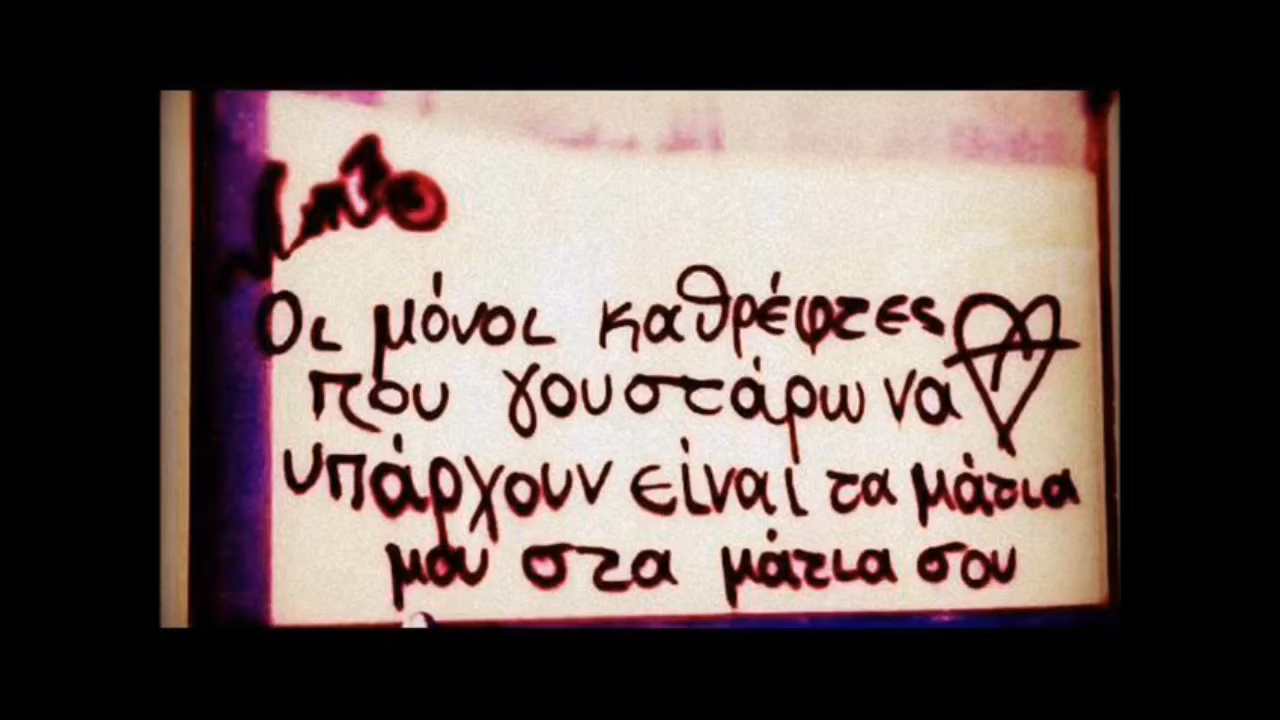 Οι μόνοι καθρέφτες
που γουστάρω να
υπάρχουν είναι τα μάτια
μου στα μάτια σου